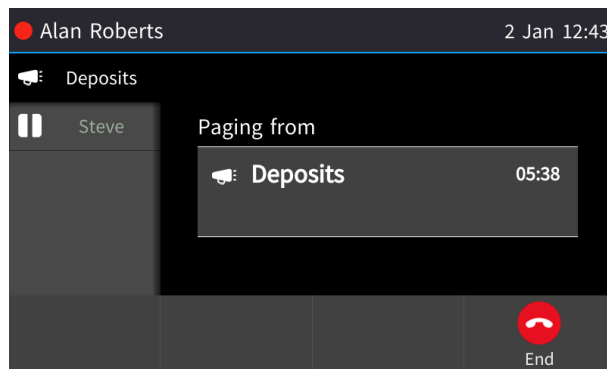 Alan Roberts 2 Jan 12:43
Deposits
Steve
Paging from
Deposits 05:38
End